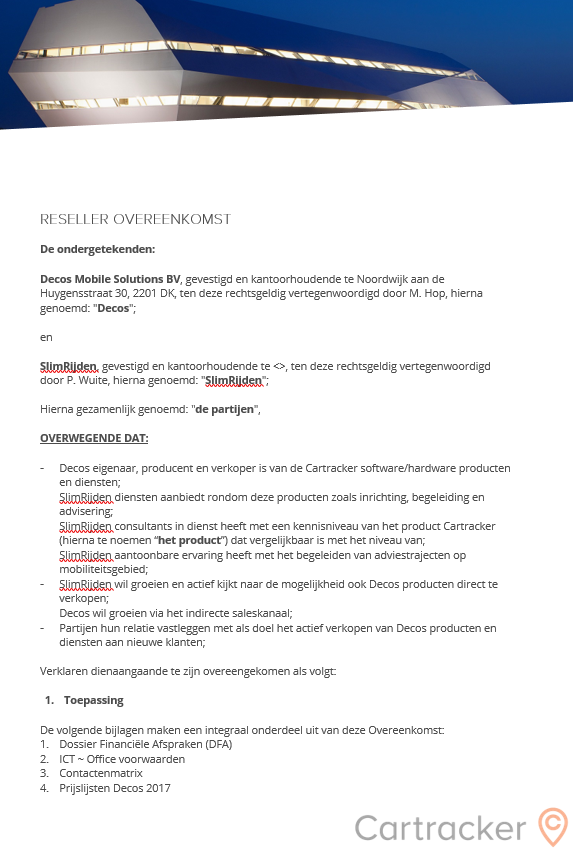 RESELLER OVEREENKOMST
De ondergetekenden:
Decos Mobile Solutions BV, gevestigd en kantoorhoudende te Noordwijk aan de
Huygensstraat 30, 2201 DK, ten deze rechtsgeldig vertegenwoordigd door M. Hop, hierna
genoemd: "Decos";
en
SlimRijden, gevestigd en kantoorhoudende te <>, ten deze rechtsgeldig vertegenwoordigd
door P. Wuite, hierna genoemd: "SlimRijden";
Hierna gezamenlijk genoemd: "de partijen",
OVERWEGENDE DAT:
- Decos eigenaar, producent en verkoper is van de Cartracker software/hardware producten
en diensten;
SlimRijden diensten aanbiedt rondom deze producten zoals inrichting, begeleiding en
advisering;
SlimRijden consultants in dienst heeft met een kennisniveau van het product Cartracker
(hierna te noemen “het product”) dat vergelijkbaar is met het niveau van;
SlimRijden aantoonbare ervaring heeft met het begeleiden van adviestrajecten op
mobiliteitsgebied;
- SlimRijden wil groeien en actief kijkt naar de mogelijkheid ook Decos producten direct te
verkopen;
Decos wil groeien via het indirecte saleskanaal;
- Partijen hun relatie vastleggen met als doel het actief verkopen van Decos producten en
diensten aan nieuwe klanten;
Verklaren dienaangaande te zijn overeengekomen als volgt:
1. Toepassing
De volgende bijlagen maken een integraal onderdeel uit van deze Overeenkomst:
1. Dossier Financiële Afspraken (DFA)
2. ICT ~ Office voorwaarden
3. Contactenmatrix
4. Prijslijsten Decos 2017
Cartracker